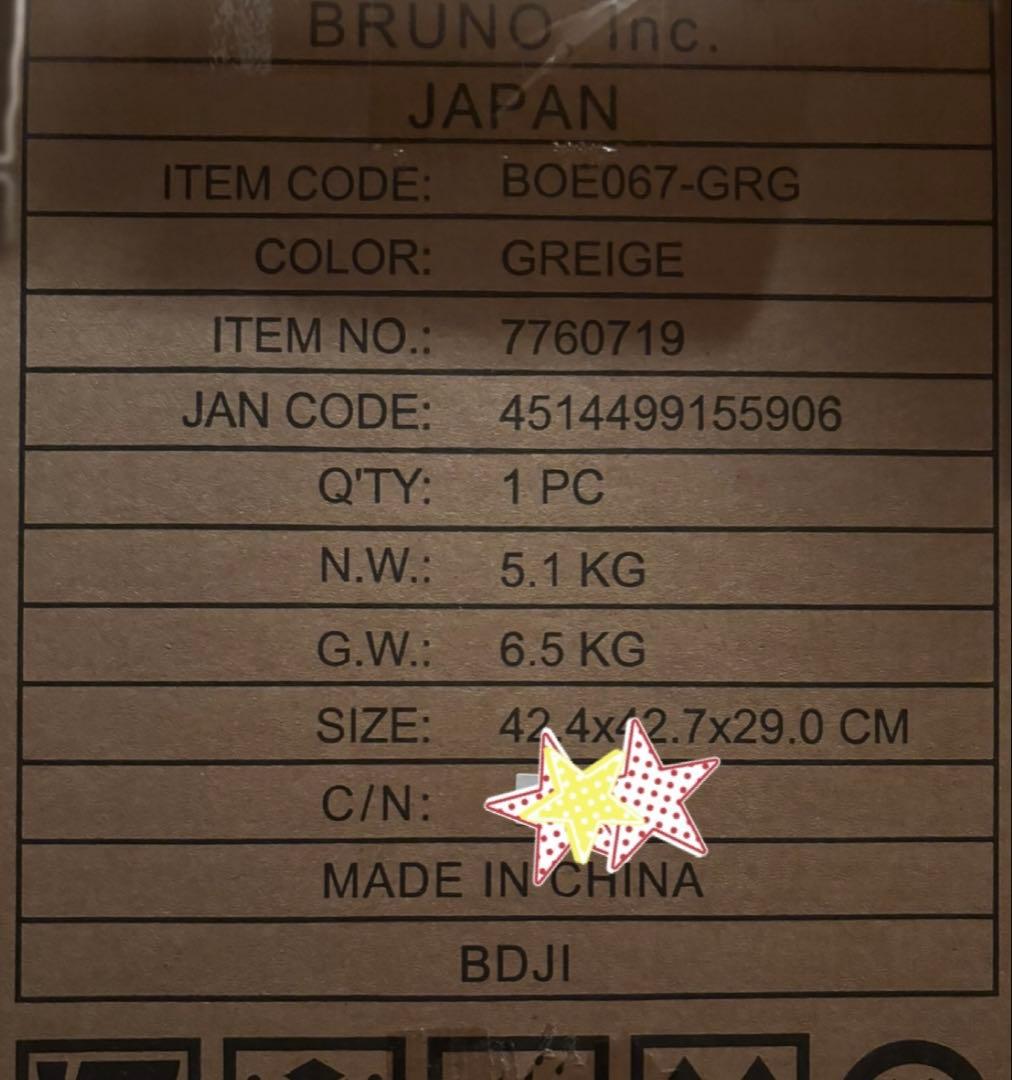 BRUNO Inc.
JAPAN
ITEM CODE: BOE067-GRG
COLOR: GREIGE
ITEM NO.: 7760719
JAN CODE: 4514499155906
Q'TY: 1 PC
N.W.: 5.1 KG
G.W.: 6.5 KG
SIZE: 42.4x42.7x29.0 CM
C/N:
MADE IN CHINA
BDJI